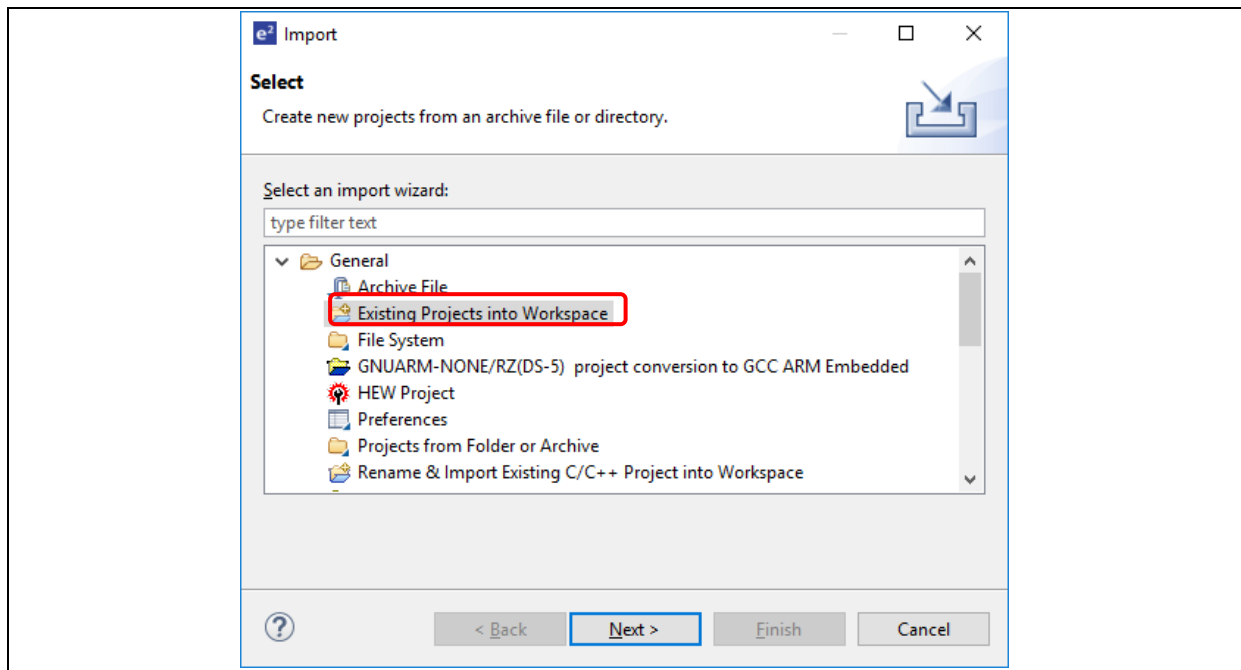 e² Import
Select
Create new projects from an archive file or directory.
Select an import wizard:
type filter text
General
Archive File
Existing Projects into Workspace
File System
GNUARM-NONE/RZ(DS-5) project conversion to GCC ARM Embedded
HEW Project
Preferences
Projects from Folder or Archive
Rename & Import Existing C/C++ Project into Workspace
? < Back Next > Finish Cancel